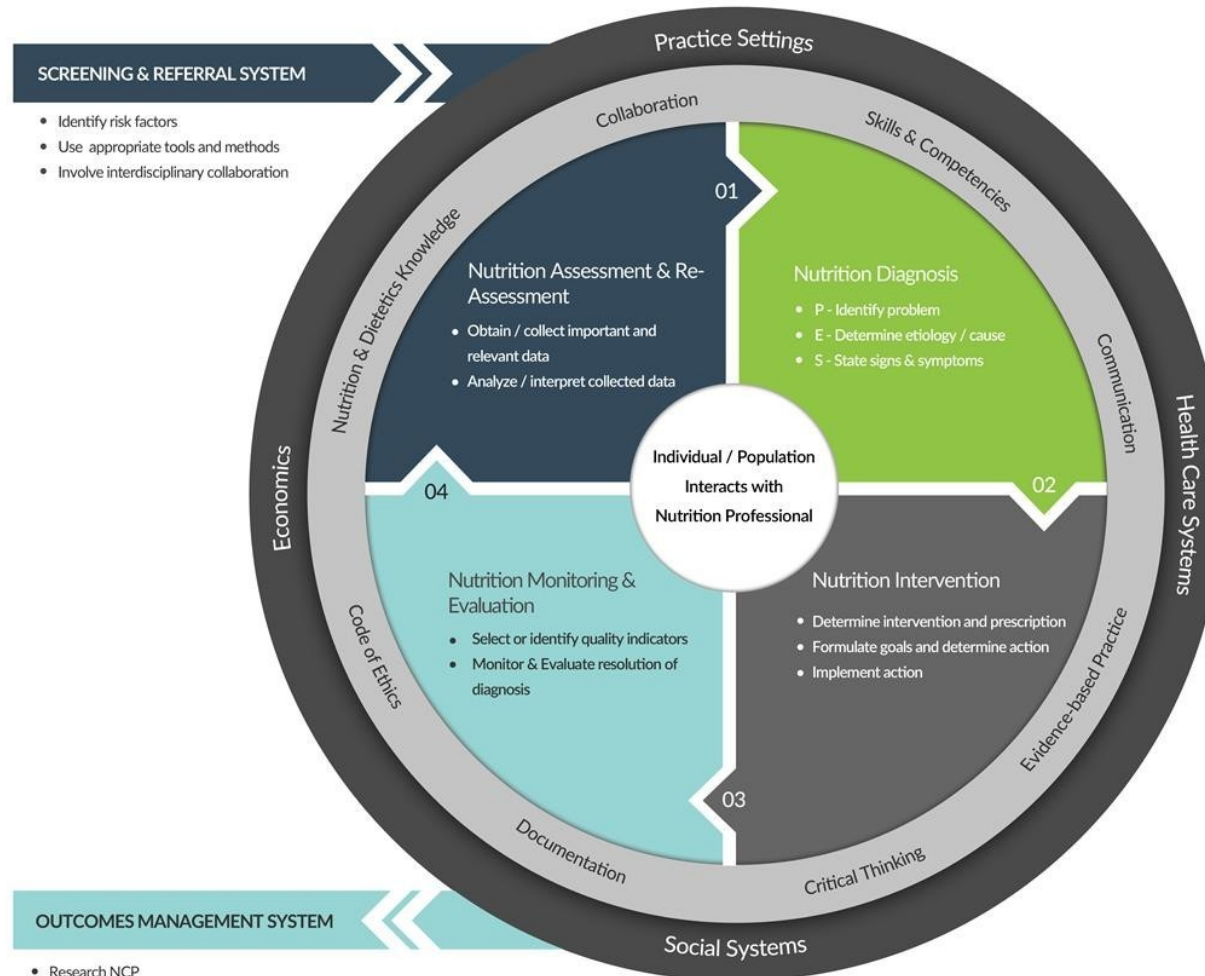 Practice Settings
SCREENING & REFERRAL SYSTEM
• Identify risk factors
• Use appropriate tools and methods
• Involve interdisciplinary collaboration
Collaboration
Skills & Competencies
Nutrition & Dietetics Knowledge
Communication
Economics
Health Care Systems
Code of Ethics
Evidence-based Practice
Documentation
Critical Thinking
Social Systems
01
Nutrition Assessment & Re-
Assessment
• Obtain / collect important and
relevant data
• Analyze / interpret collected data
Nutrition Diagnosis
• P - Identify problem
• E - Determine etiology / cause
• S - State signs & symptoms
02
Individual / Population
Interacts with
Nutrition Professional
Nutrition Intervention
• Determine intervention and prescription
• Formulate goals and determine action
• Implement action
03
Nutrition Monitoring &
Evaluation
• Select or identify quality indicators
• Monitor & Evaluate resolution of
diagnosis
04
OUTCOMES MANAGEMENT SYSTEM
• Research NCP